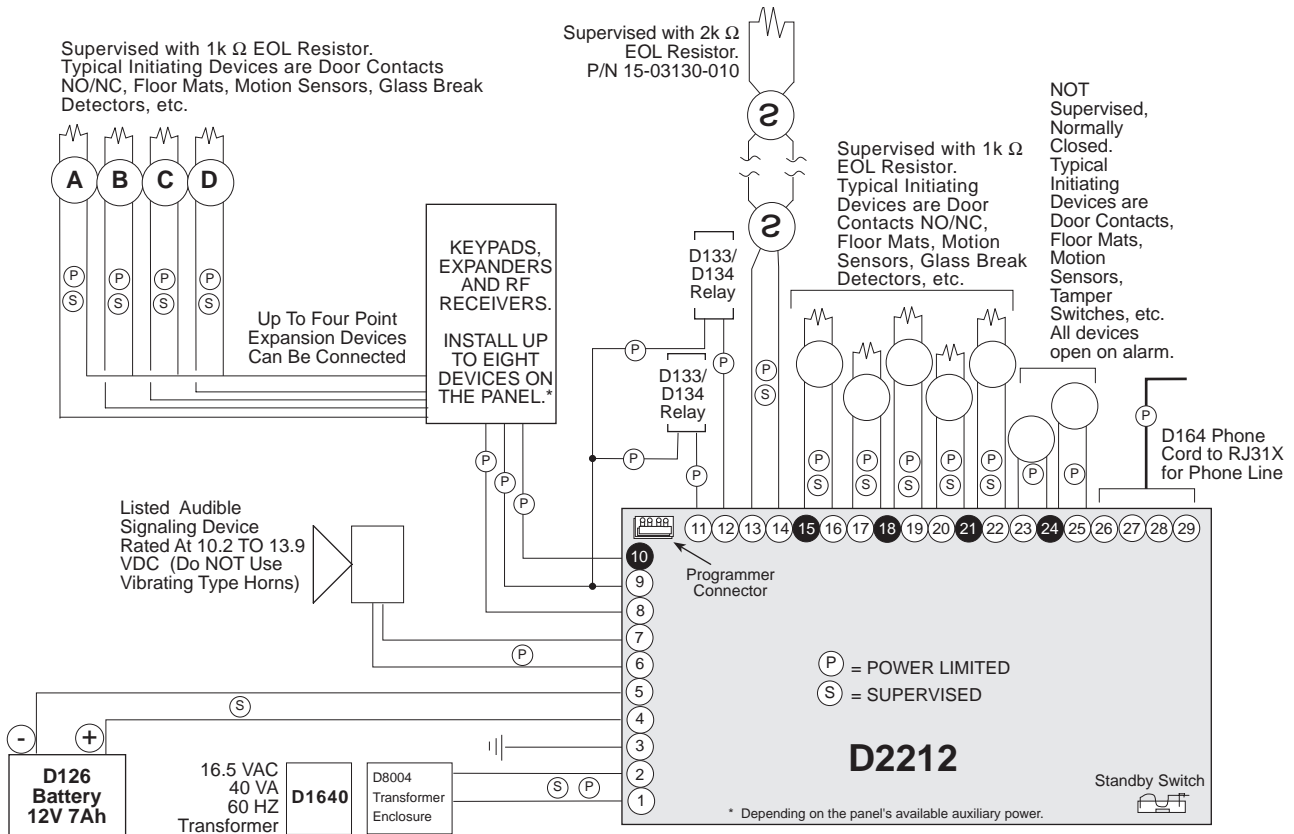 Supervised with 1k Ω EOL Resistor.
Typical Initiating Devices are Door Contacts
NO/NC, Floor Mats, Motion Sensors, Glass Break
Detectors, etc.
A
B
C
D
P
S
P
S
P
S
P
S
Up To Four Point
Expansion Devices
Can Be Connected
KEYPADS,
EXPANDERS
AND RF
RECEIVERS.
INSTALL UP
TO EIGHT
DEVICES ON
THE PANEL.*
P
P
P
Supervised with 2k Ω
EOL Resistor.
P/N 15-03130-010
S
S
P
S
D133/
D134
Relay
P
P
D133/
D134
Relay
P
P
Supervised with 1k Ω
EOL Resistor.
Typical Initiating
Devices are Door
Contacts NO/NC,
Floor Mats, Motion
Sensors, Glass Break
Detectors, etc.
P
S
P
S
P
S
P
S
P
S
NOT
Supervised,
Normally
Closed.
Typical
Initiating
Devices are
Door Contacts,
Floor Mats,
Motion
Sensors,
Tamper
Switches, etc.
All devices
open on alarm.
P
P
P
D164 Phone
Cord to RJ31X
for Phone Line
Listed Audible
Signaling Device
Rated At 10.2 TO 13.9
VDC (Do NOT Use
Vibrating Type Horns)
P
11 12 13 14 15 16 17 18 19 20 21 22 23 24 25 26 27 28 29
Programmer
Connector
10
9
8
7
6
5
4
3
2
1
P = POWER LIMITED
S = SUPERVISED
D2212
Standby Switch
* Depending on the panel's available auxiliary power.
S
- +
D126
Battery
12V 7Ah
16.5 VAC
40 VA
60 HZ
Transformer
D1640
D8004
Transformer
Enclosure
S P